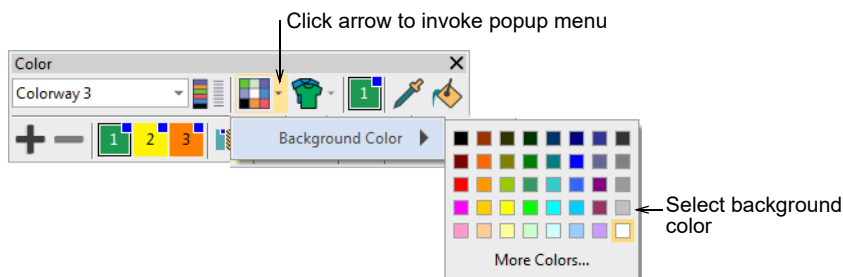 Click arrow to invoke popup menu
Color
Colorway 3
1
1 2 3
Background Color
Select background
color
More Colors...